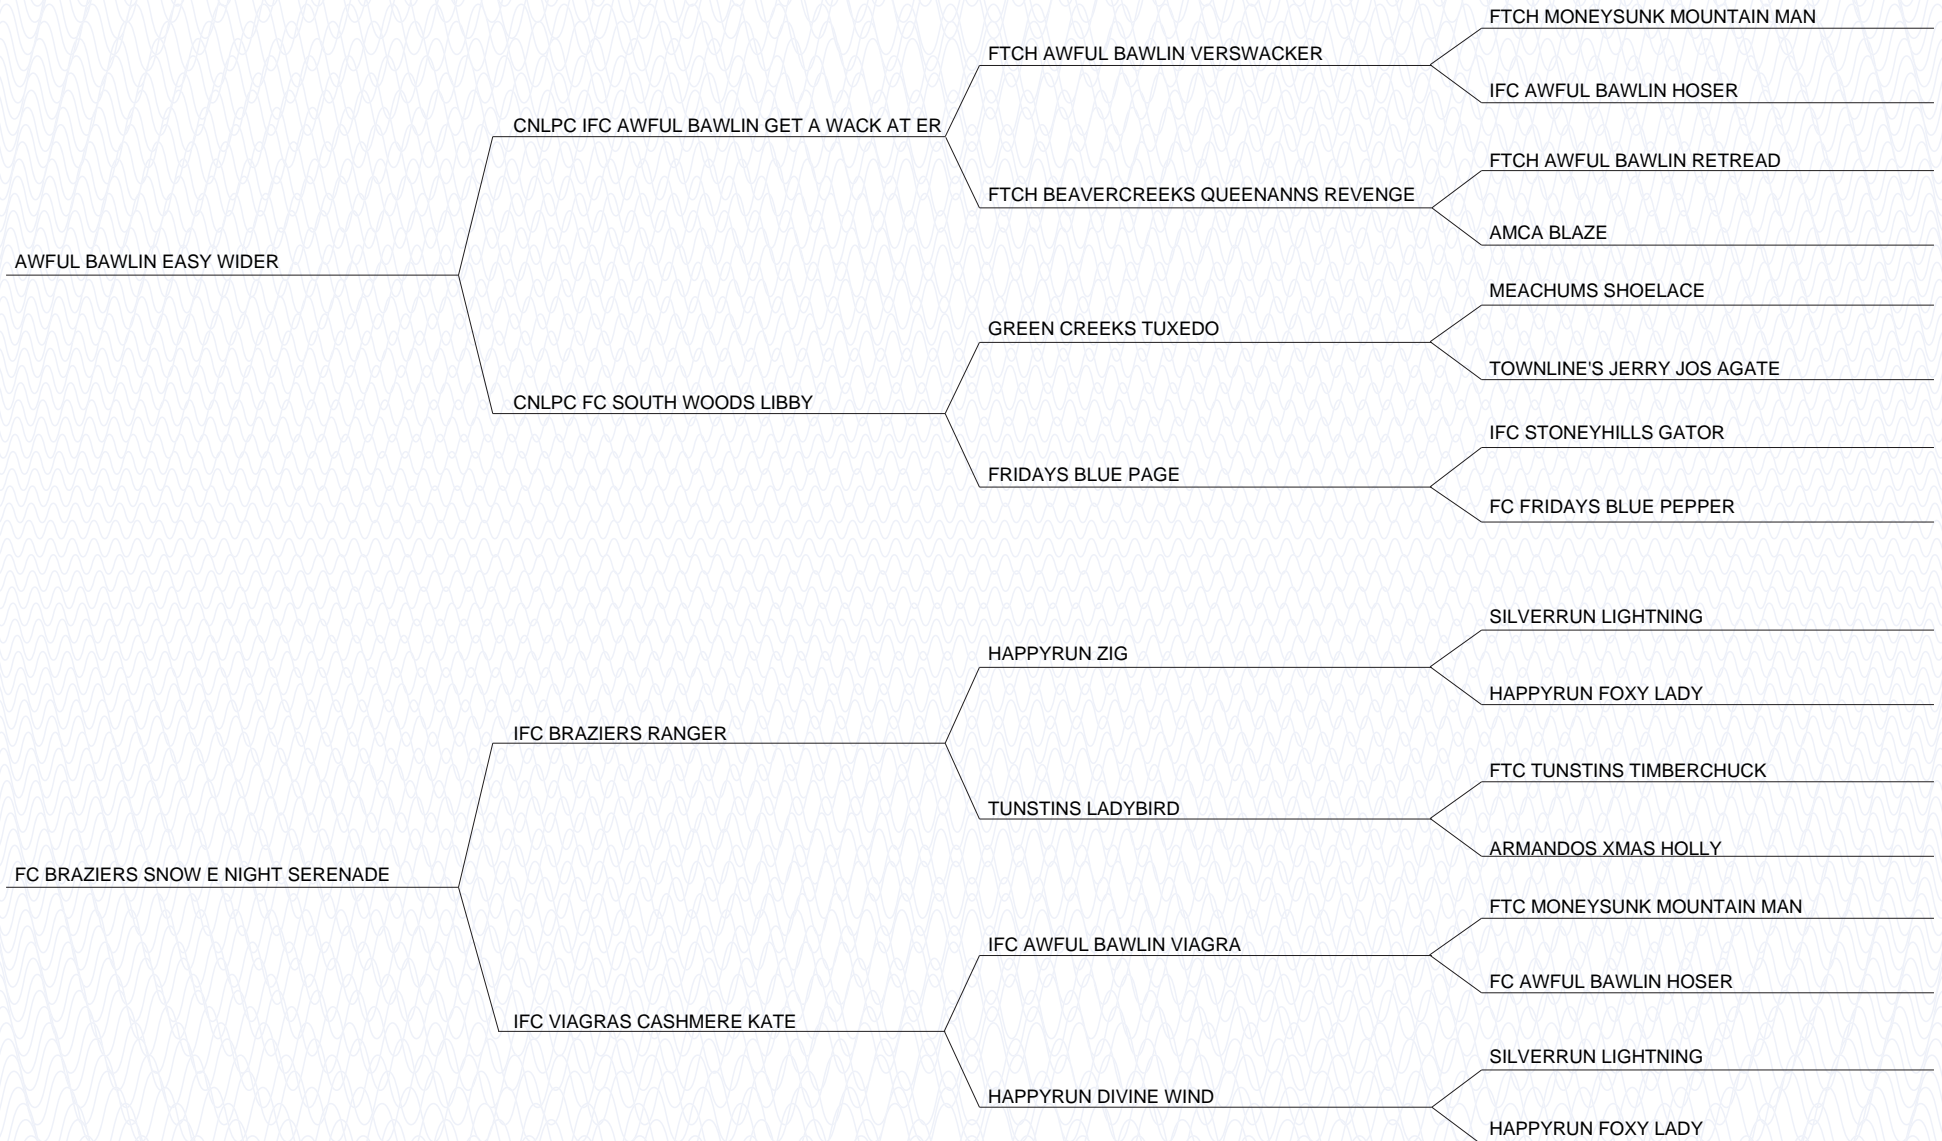 FTCH MONEYSUNK MOUNTAIN MAN
FTCH AWFUL BAWLIN VERSWACKER
IFC AWFUL BAWLIN HOSER
CNLPC IFC AWFUL BAWLIN GET A WACK AT ER
FTCH AWFUL BAWLIN RETREAD
FTCH BEAVERCREEKS QUEENANNS REVENGE
AMCA BLAZE
AWFUL BAWLIN EASY WIDER
MEACHUMS SHOELACE
GREEN CREEKS TUXEDO
TOWNLINE'S JERRY JOS AGATE
CNLPC FC SOUTH WOODS LIBBY
IFC STONEYHILLS GATOR
FRIDAYS BLUE PAGE
FC FRIDAYS BLUE PEPPER
SILVERRUN LIGHTNING
HAPPYRUN ZIG
HAPPYRUN FOXY LADY
IFC BRAZIERS RANGER
FTC TUNSTINS TIMBERCHUCK
TUNSTINS LADYBIRD
ARMANDOS XMAS HOLLY
FC BRAZIERS SNOW E NIGHT SERENADE
FTC MONEYSUNK MOUNTAIN MAN
IFC AWFUL BAWLIN VIAGRA
FC AWFUL BAWLIN HOSER
IFC VIAGRAS CASHMERE KATE
SILVERRUN LIGHTNING
HAPPYRUN DIVINE WIND
HAPPYRUN FOXY LADY